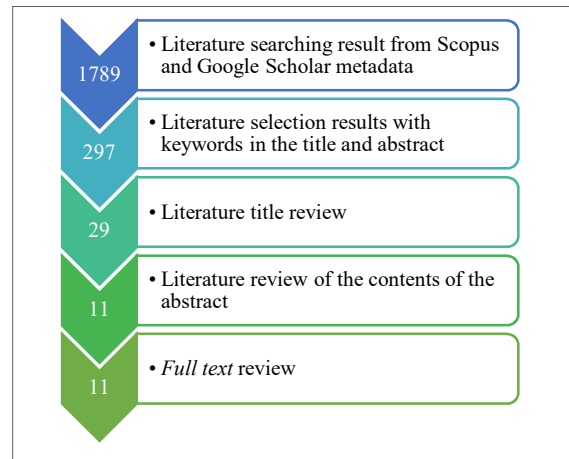 1789
• Literature searching result from Scopus
and Google Scholar metadata
297
• Literature selection results with
keywords in the title and abstract
29
• Literature title review
11
• Literature review of the contents of the
abstract
11
• Full text review